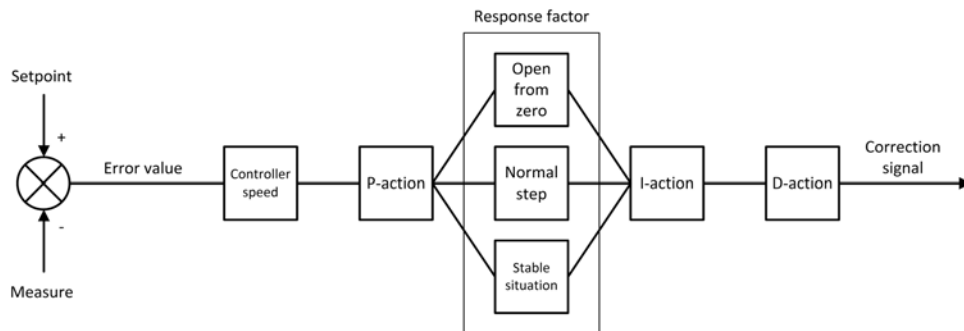 Response factor
Setpoint
+
Error value
-
Measure
Controller
speed
P-action
Open
from
zero
Normal
step
Stable
situation
I-action
D-action
Correction
signal